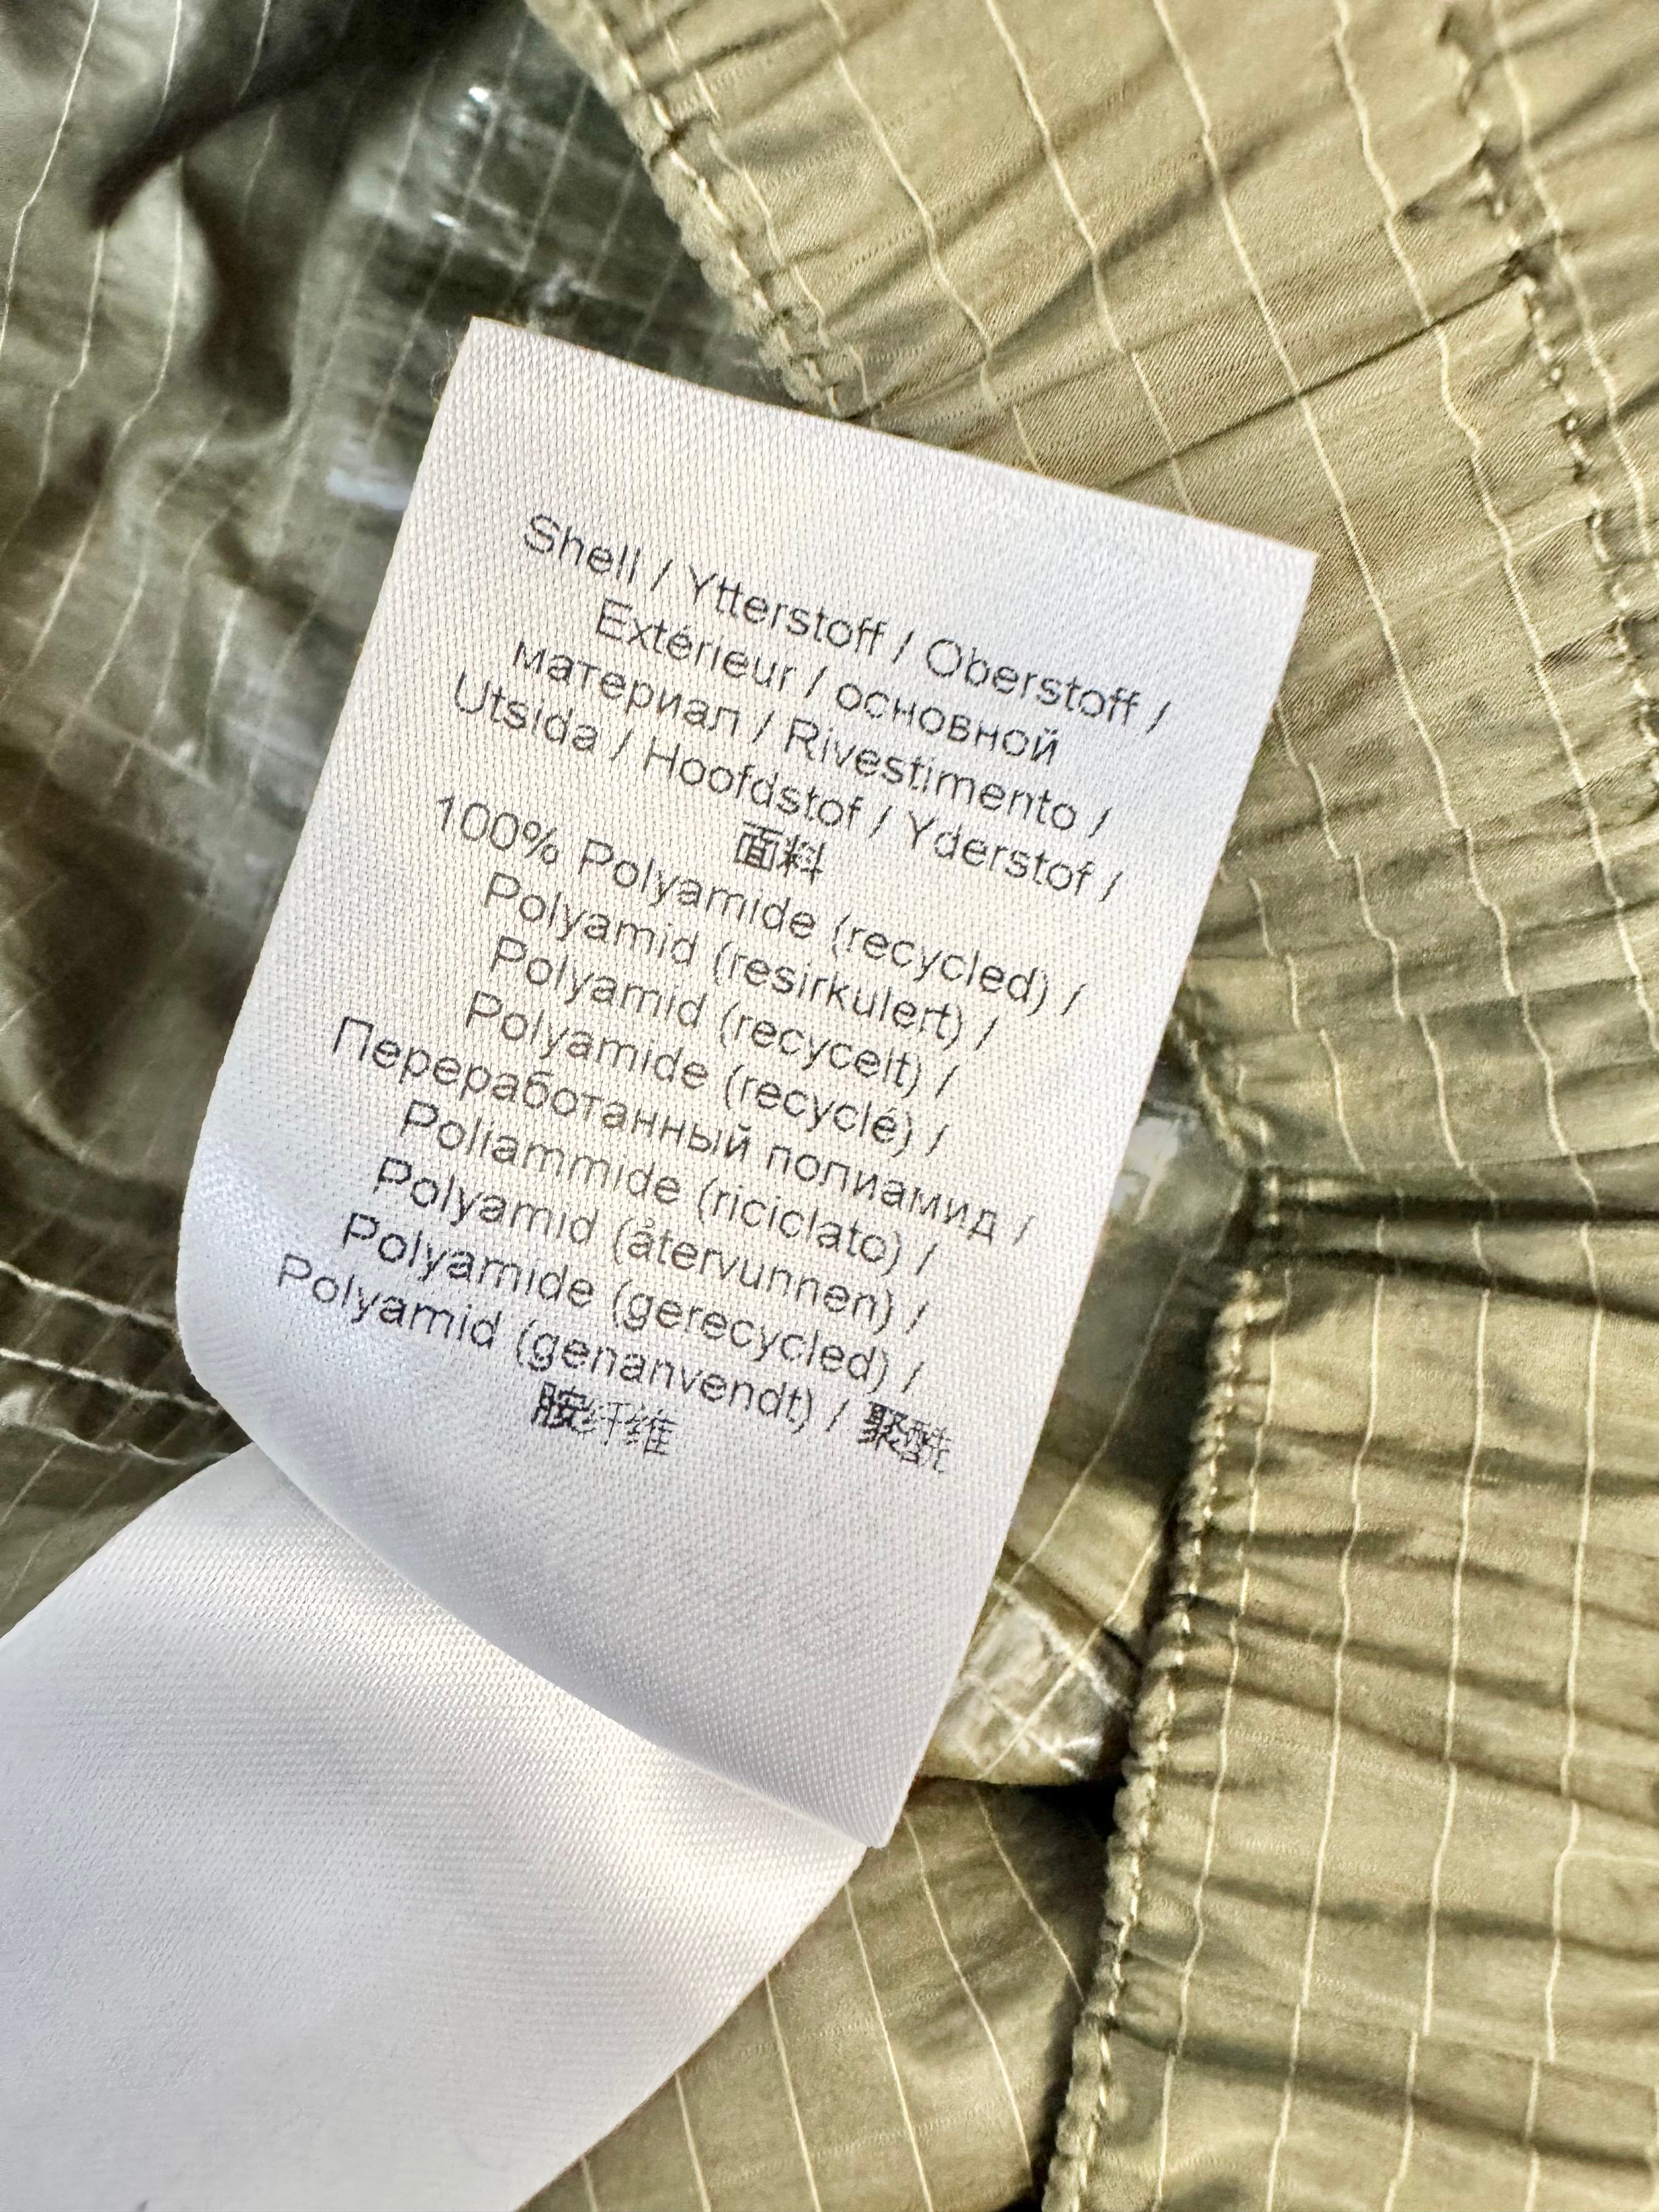 Shell / Ytterstoff / Oberstoff /
Extérieur / основной
материал / Rivestimento /
Utsida / Hoofdstof / Yderstof /
面料
100% Polyamide (recycled) /
Polyamid (resirkulert) /
Polyamid (recycelt) /
Polyamide (recyclé) /
Переработанный полиамид /
Poliammide (riciclato) /
Polyamid (återvunnen) /
Polyamide (gerecycled) /
Polyamid (genanvendt) / 聚酰
胺纤维